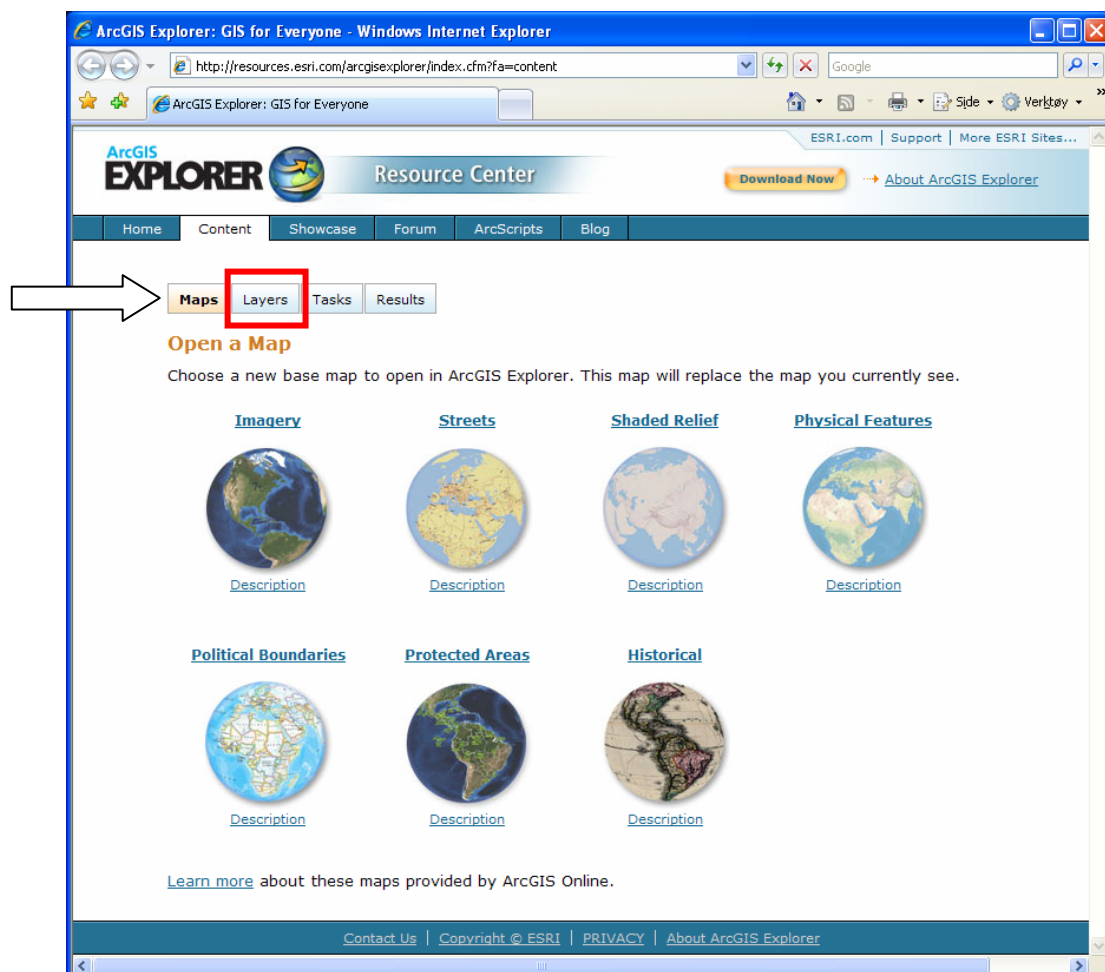 ArcGIS Explorer: GIS for Everyone - Windows Internet Explorer
http://resources.esri.com/arcgisexplorer/index.cfm?fa=content
Google
ArcGIS Explorer: GIS for Everyone
Side
Verktøy
»
ESRI.com | Support | More ESRI Sites...
ArcGIS
EXPLORER
Resource Center
Download Now
About ArcGIS Explorer
Home Content Showcase Forum ArcScripts Blog
Maps Layers Tasks Results
Open a Map
Choose a new base map to open in ArcGIS Explorer. This map will replace the map you currently see.
Imagery Streets Shaded Relief Physical Features
Description Description Description Description
Political Boundaries Protected Areas Historical
Description Description Description
Learn more about these maps provided by ArcGIS Online.
Contact Us | Copyright © ESRI | PRIVACY | About ArcGIS Explorer